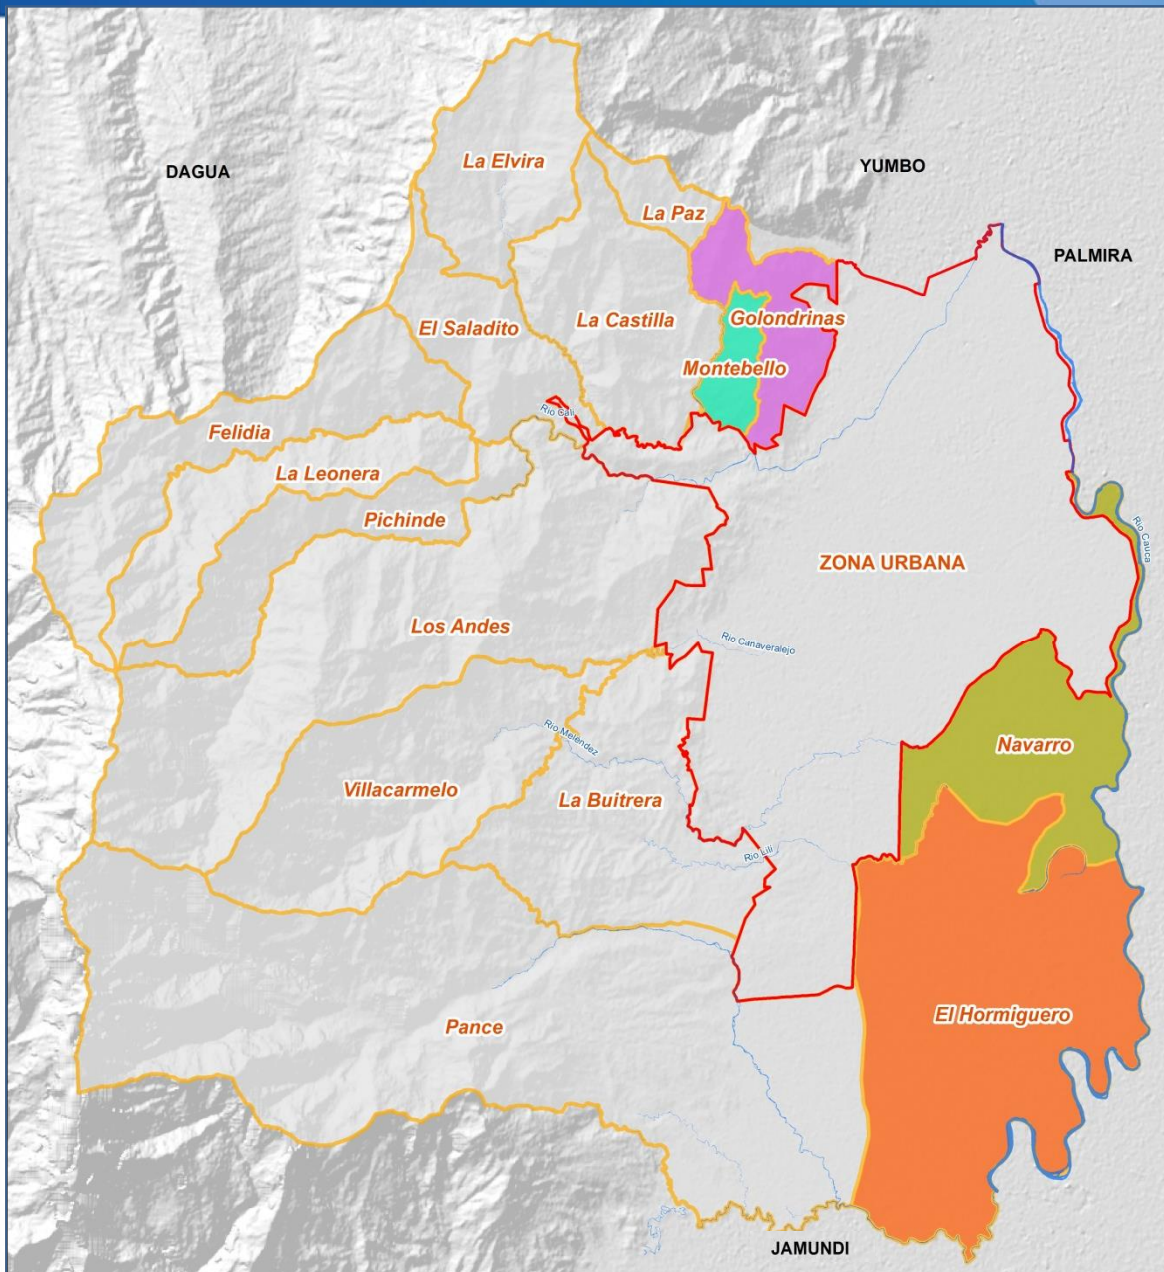 La Elvira
DAGUA
YUMBO
La Paz
PALMIRA
Golondrinas
La Castilla
El Saladito
Montebello
Rio Cali
Felidia
La Leonera
Pichinde
Rio Cauca
ZONA URBANA
Los Andes
Rio Canaveralejo
Rio Melendez
Navarro
Villacarmelo
La Buitrera
Rio Lili
El Hormiguero
Pance
JAMUNDI